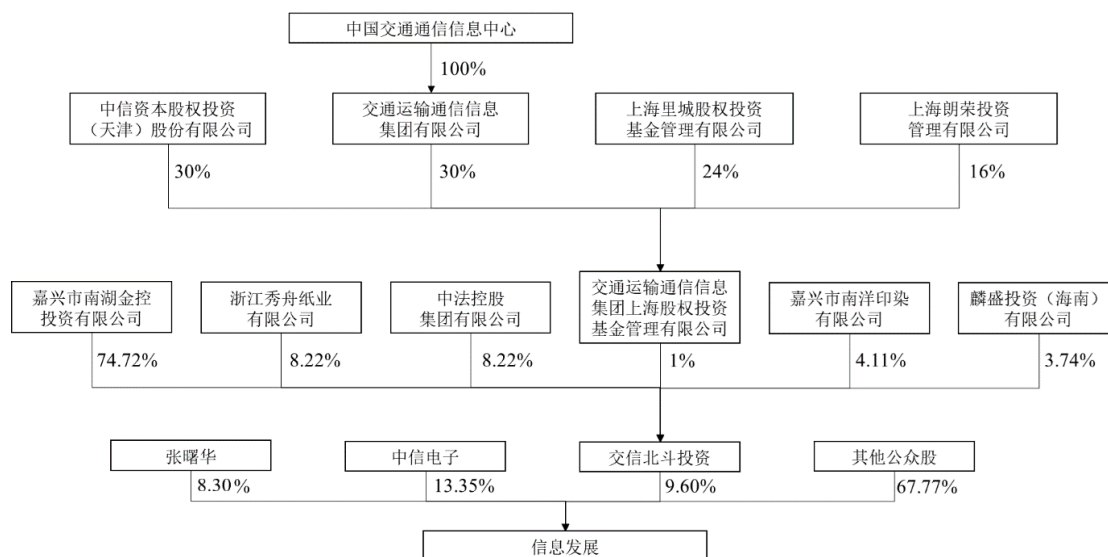 中国交通通信信息中心
100%
中信资本股权投资
（天津）股份有限公司
交通运输通信信息
集团有限公司
上海里城股权投资
基金管理有限公司
上海朗荣投资
管理有限公司
30%
30%
24%
16%
嘉兴市南湖金控
投资有限公司
浙江秀舟纸业
有限公司
中法控股
集团有限公司
交通运输通信信息
集团上海股权投资
基金管理有限公司
嘉兴市南洋印染
有限公司
麟盛投资（海南）
有限公司
74.72%
8.22%
8.22%
1%
4.11%
3.74%
张曙华
中信电子
交信北斗投资
其他公众股
8.30%
13.35%
9.60%
67.77%
信息发展